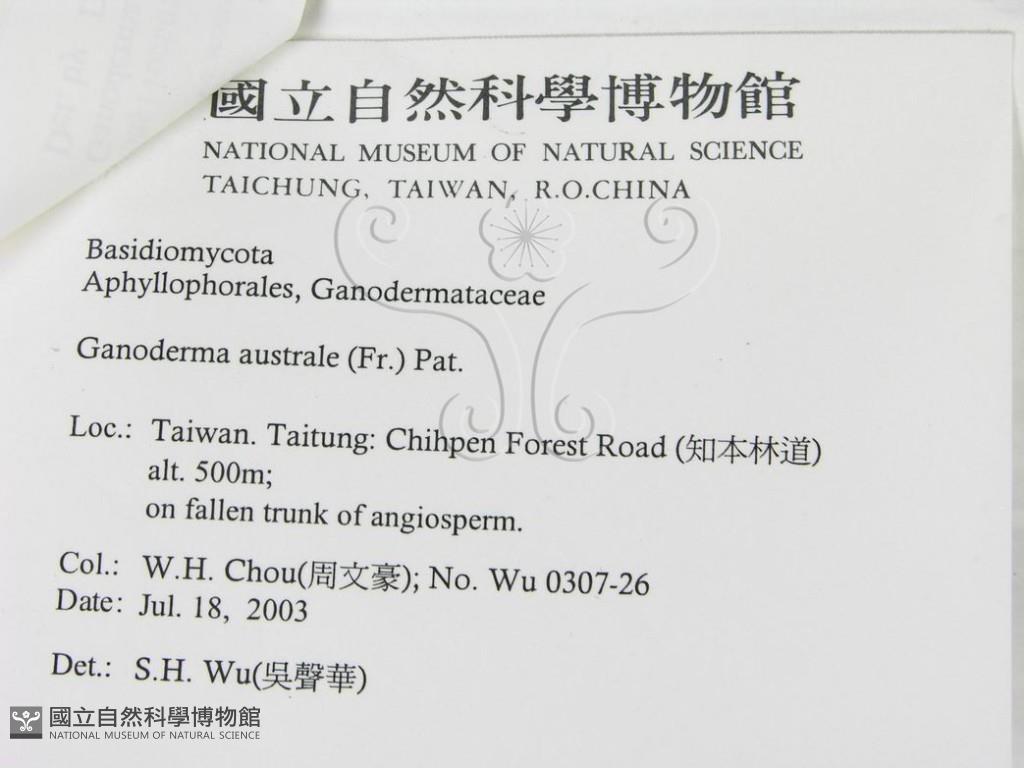 國立自然科學博物館
NATIONAL MUSEUM OF NATURAL SCIENCE
TAICHUNG, TAIWAN, R.O.CHINA
Basidiomycota
Aphyllophorales, Ganodermataceae
Ganoderma australe (Fr.) Pat.
Loc.: Taiwan. Taitung: Chihpen Forest Road (知本林道)
alt. 500m;
on fallen trunk of angiosperm.
Col.: W.H. Chou(周文豪); No. Wu 0307-26
Date: Jul. 18, 2003
Det.: S.H. Wu(吳聲華)
國立自然科學博物館
NATIONAL MUSEUM OF NATURAL SCIENCE